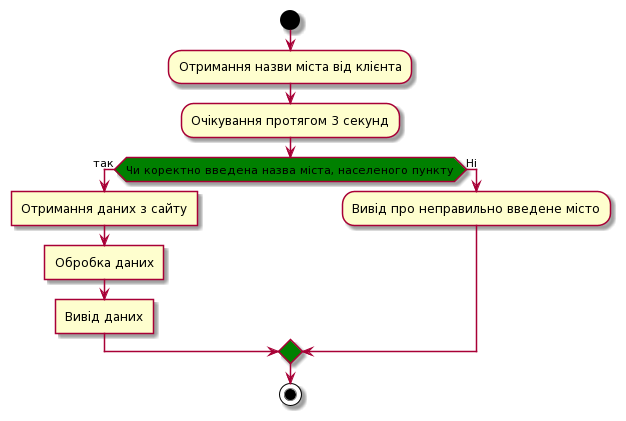 Отримання назви міста від клієнта
Очікування протягом 3 секунд
так
Чи коректно введена назва міста, населеного пункту
Ні
Отримання даних з сайту
Вивід про неправильно введене місто
Обробка даних
Вивід даних